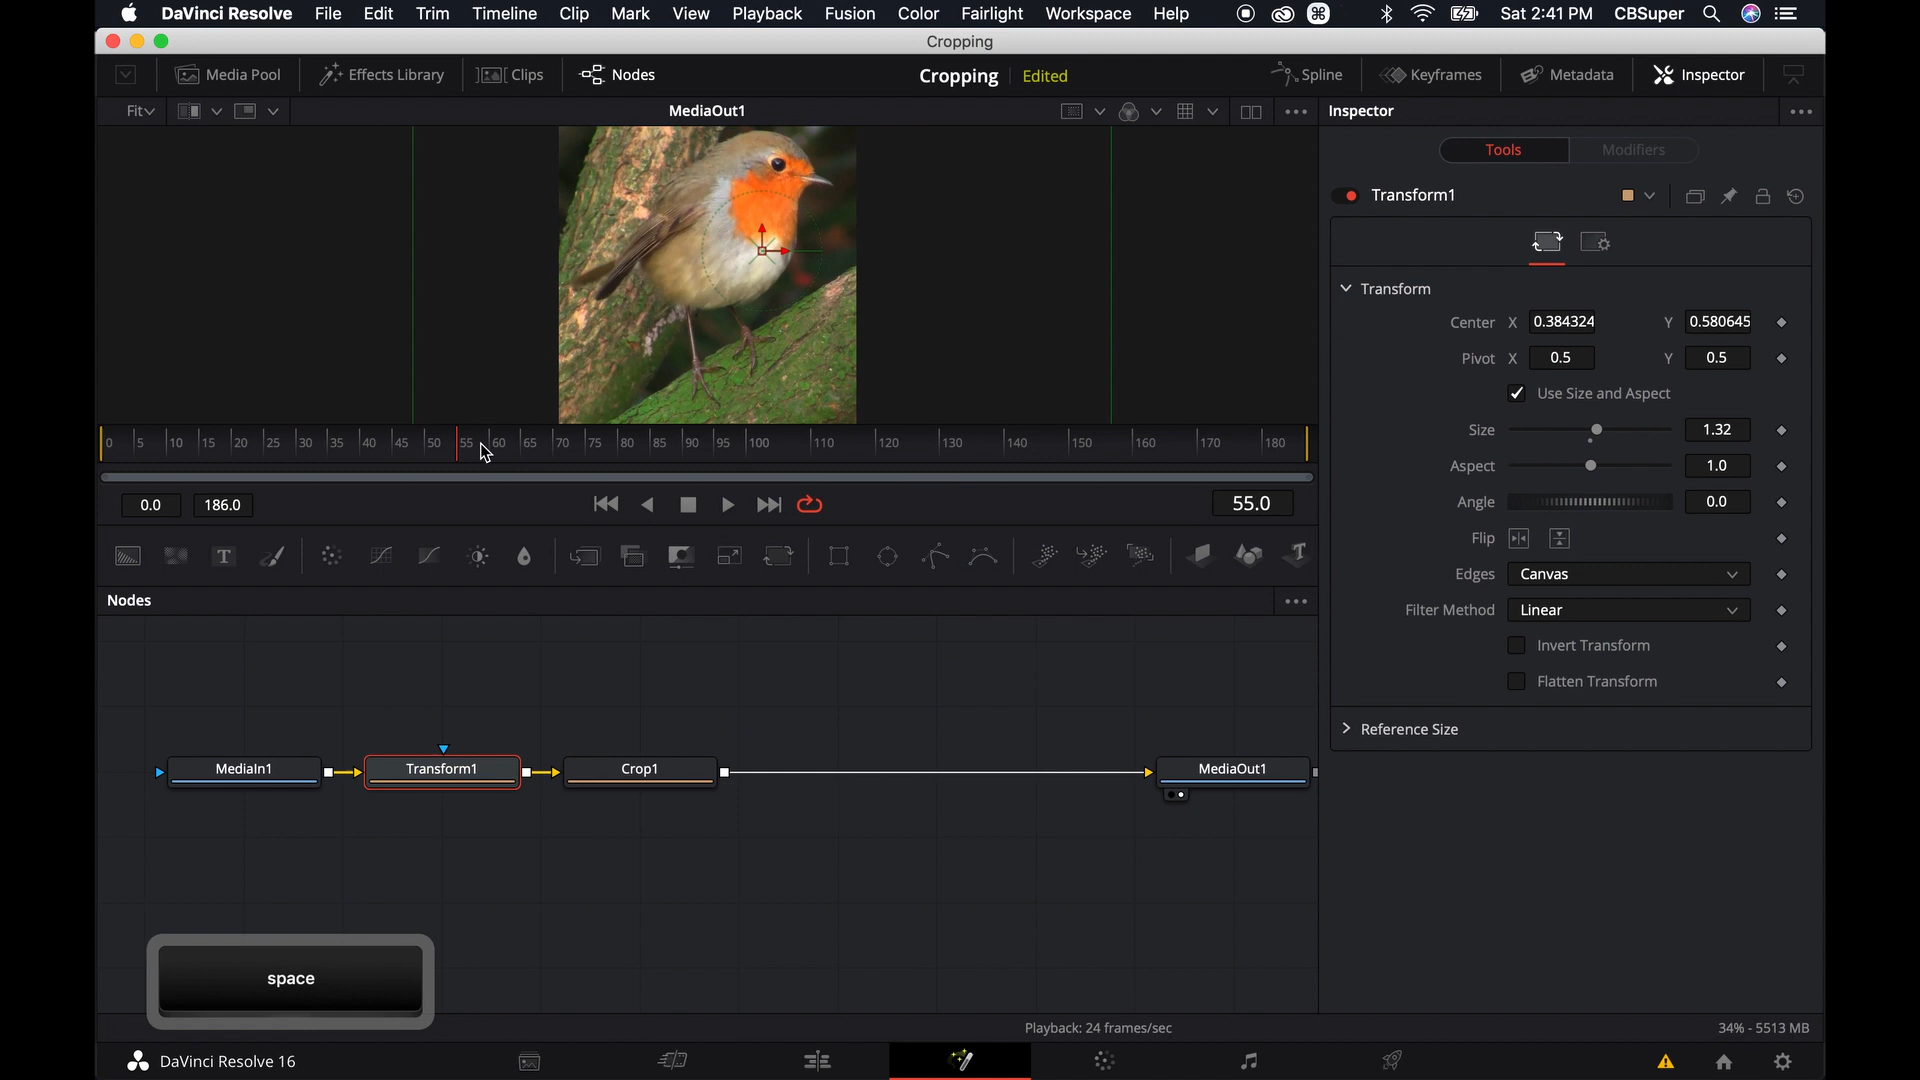 DaVinci Resolve File Edit Trim Timeline Clip Mark View Playback Fusion Color Fairlight Workspace Help Sat 2:41 PM CBSuper
Cropping
Media Pool Effects Library Clips Nodes Cropping Edited Spline Keyframes Metadata Inspector
Fit MediaOut1 Inspector
Tools Modifiers
Transform1
Transform
Center X 0.384324 Y 0.580645
Pivot X 0.5 Y 0.5
Use Size and Aspect
Size 1.32
Aspect 1.0
Angle 0.0
Flip
Edges Canvas
Filter Method Linear
Invert Transform
Flatten Transform
Reference Size
0 5 10 15 20 25 30 35 40 45 50 55 60 65 70 75 80 85 90 95 100 110 120 130 140 150 160 170 180
0.0 186.0 55.0
T T
Nodes
MediaIn1 Transform1 Crop1 MediaOut1
space
Playback: 24 frames/sec 34% - 5513 MB
DaVinci Resolve 16